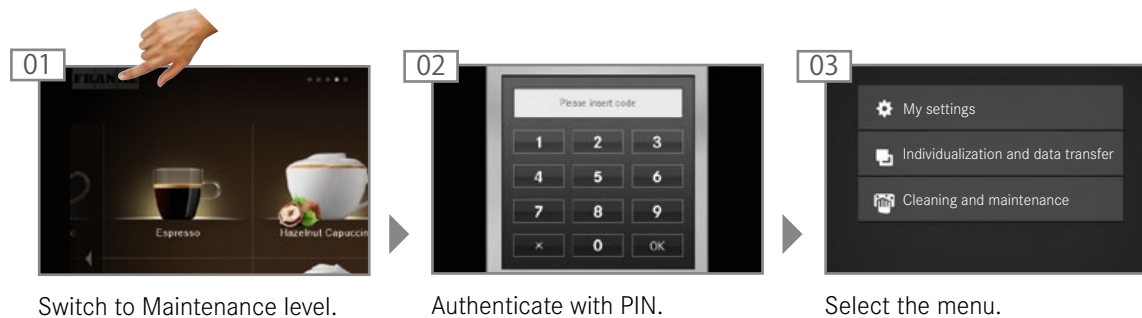 01
FRANKE
Espresso
Hazelnut Capuccin
Switch to Maintenance level.
02
Please insert code
1 2 3
4 5 6
7 8 9
× 0 OK
Authenticate with PIN.
03
My settings
Individualization and data transfer
Cleaning and maintenance
Select the menu.